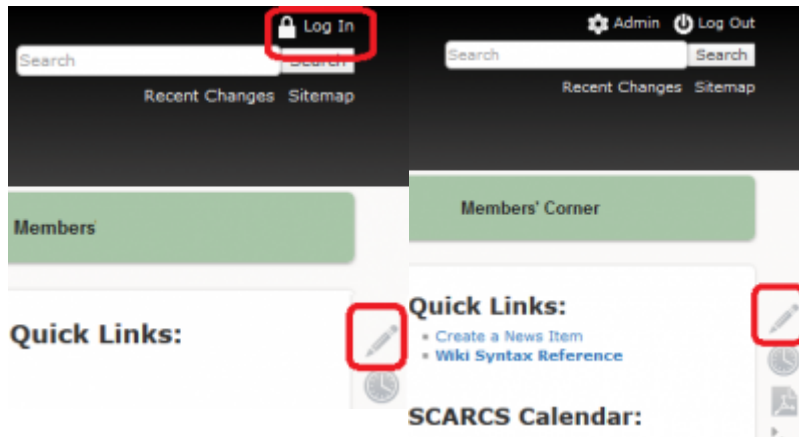 Log In
Search Search
Recent Changes Sitemap
Members'
Quick Links:
Admin Log Out
Search Search
Recent Changes Sitemap
Members' Corner
Quick Links:
Create a News Item
Wiki Syntax Reference
SCARCS Calendar: